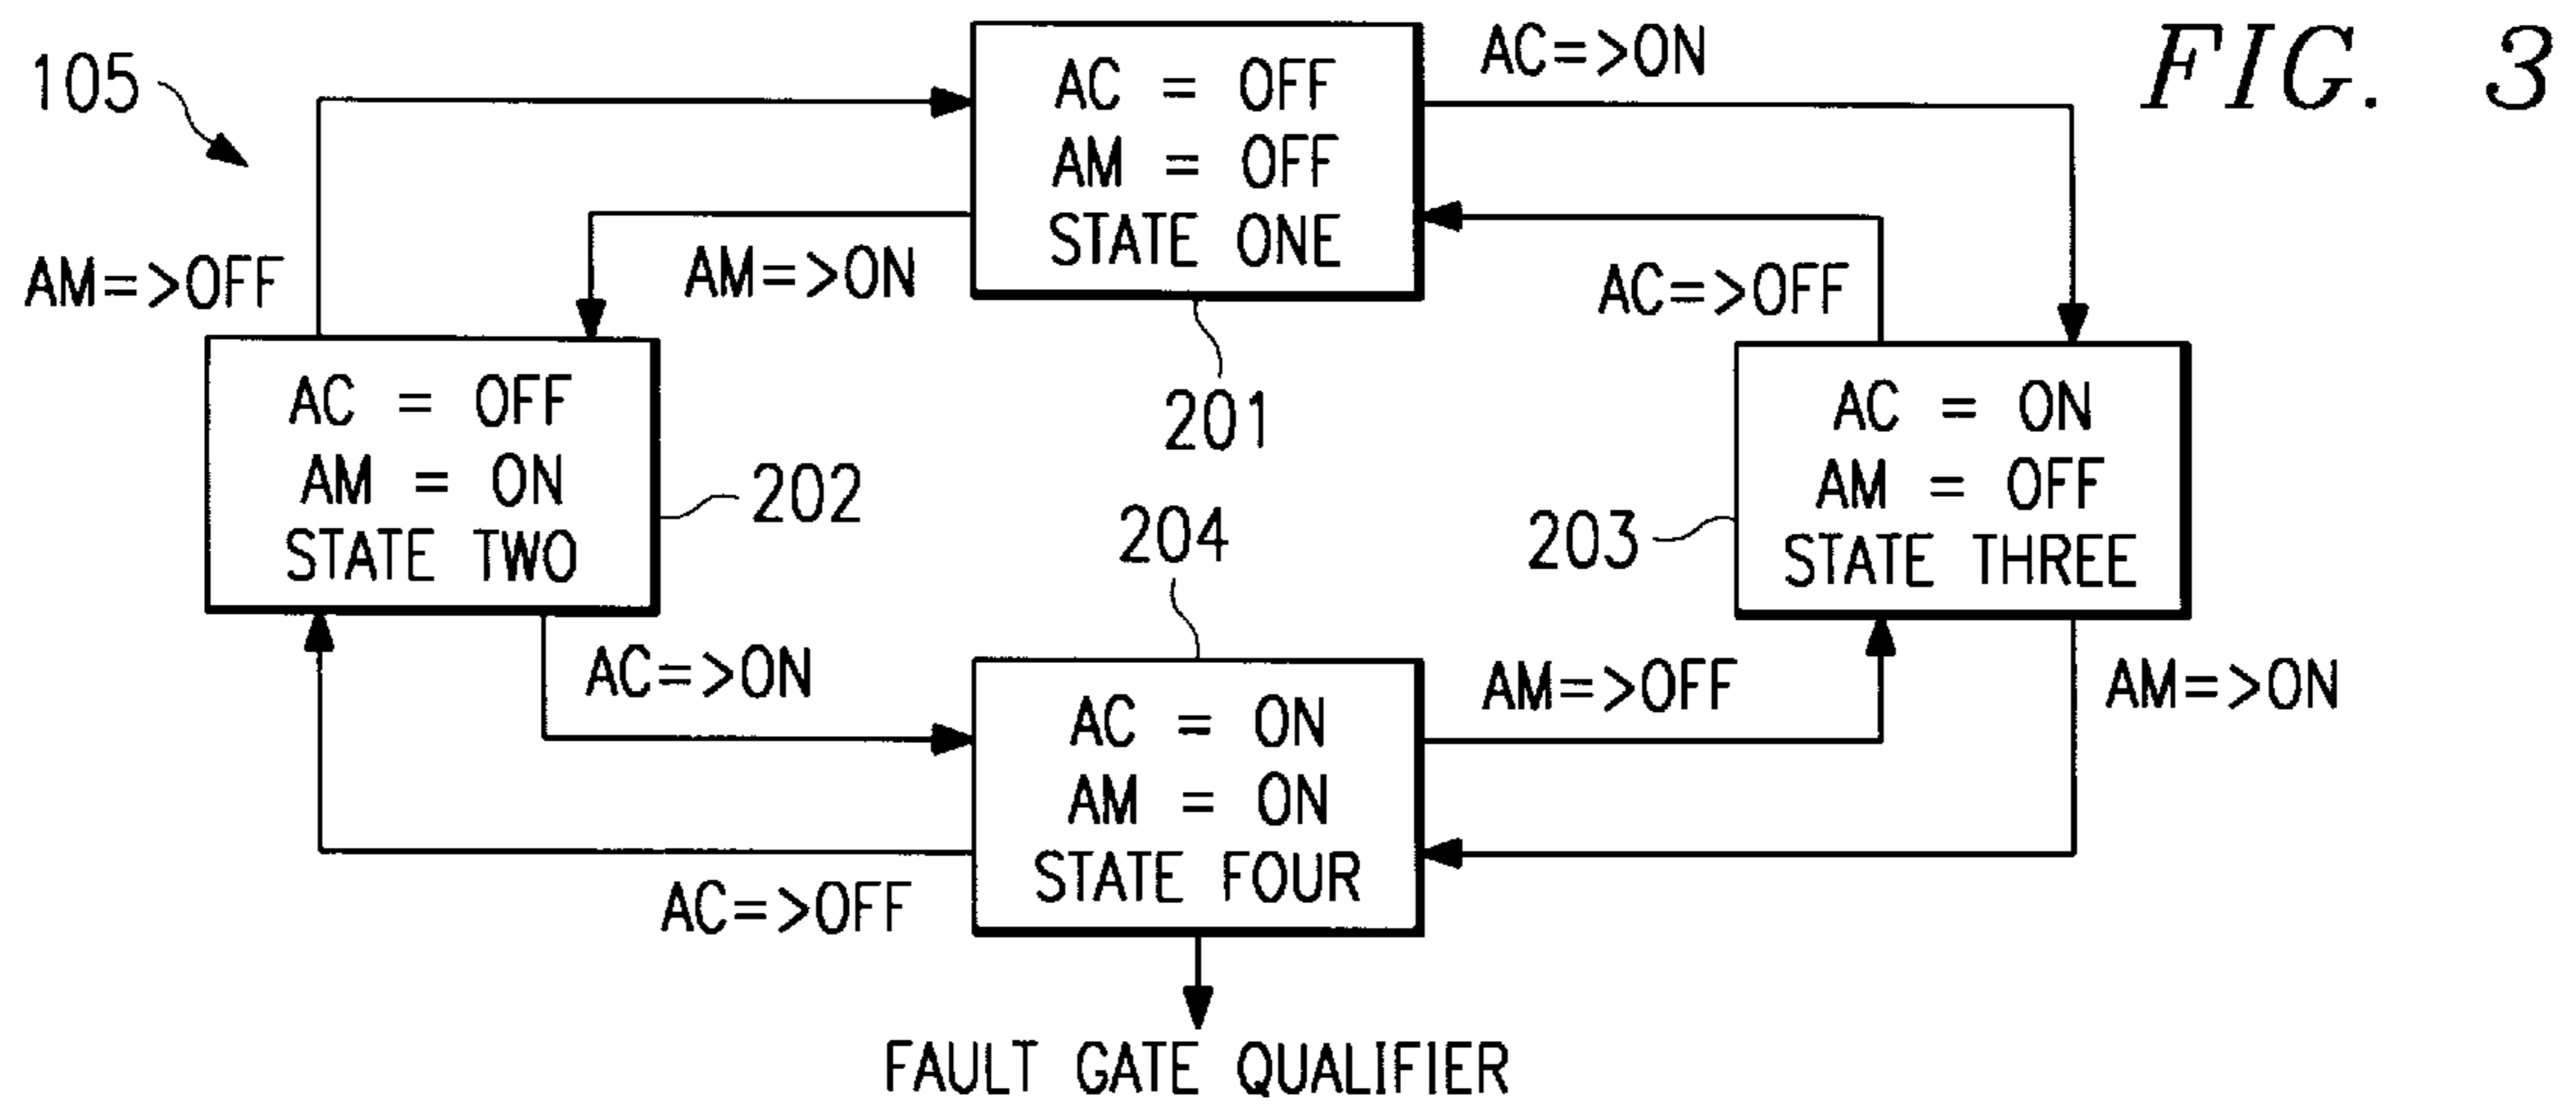 FIG. 3
105
AC = OFF
AM = OFF
STATE ONE
AC=>ON
AM=>OFF
AM=>ON
AC=>OFF
201
AC = OFF
AM = ON
STATE TWO
202
AC = ON
AM = OFF
STATE THREE
203
204
AC=>ON
AM=>OFF
AM=>ON
AC = ON
AM = ON
STATE FOUR
AC=>OFF
FAULT GATE QUALIFIER